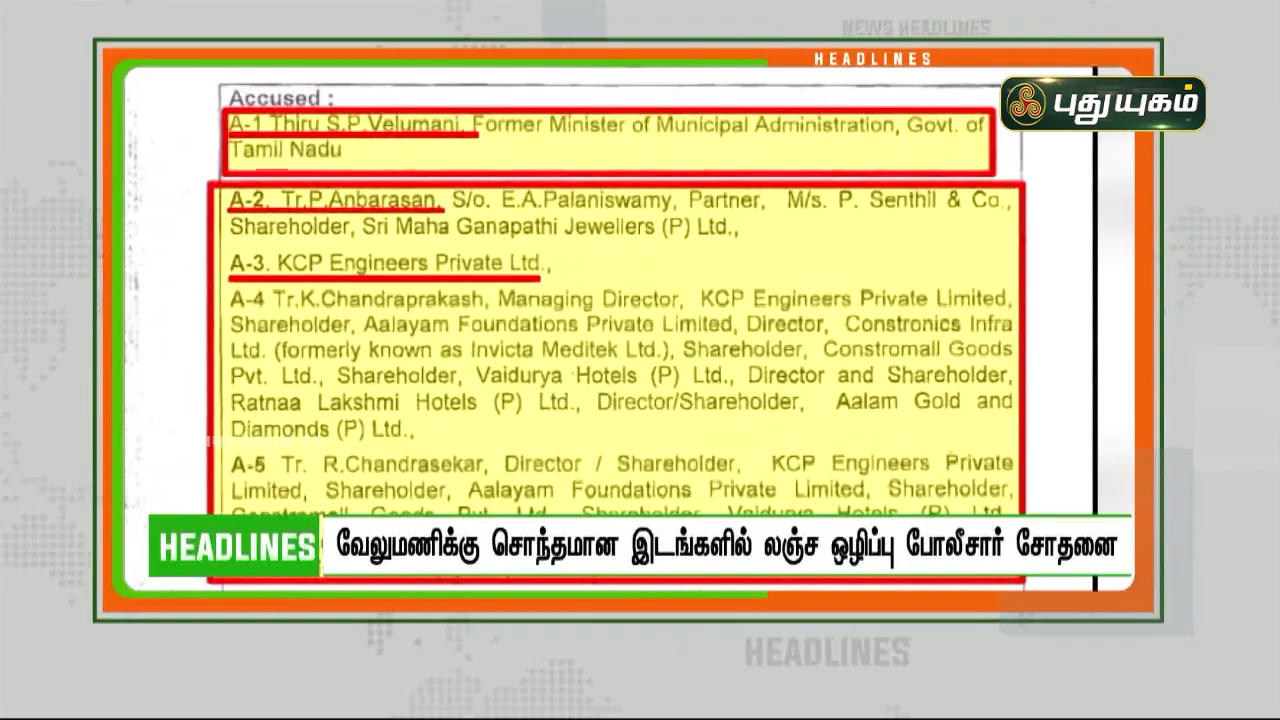 NEWS HEADLINES
HEADLINES
புதுயுகம்
Accused :
A-1 Thiru S.P.Velumani, Former Minister of Municipal Administration, Govt. of
Tamil Nadu
A-2. Tr.P.Anbarasan, S/o. E.A.Palaniswamy, Partner, M/s. P. Senthil & Co.,
Shareholder, Sri Maha Ganapathi Jewellers (P) Ltd.,
A-3. KCP Engineers Private Ltd.,
A-4 Tr.K.Chandraprakash, Managing Director, KCP Engineers Private Limited,
Shareholder, Aalayam Foundations Private Limited, Director, Constronics Infra
Ltd. (formerly known as Invicta Meditek Ltd.), Shareholder, Constromall Goods
Pvt. Ltd., Shareholder, Vaidurya Hotels (P) Ltd., Director and Shareholder,
Ratnaa Lakshmi Hotels (P) Ltd., Director/Shareholder, Aalam Gold and
Diamonds (P) Ltd.,
A-5 Tr. R.Chandrasekar, Director / Shareholder, KCP Engineers Private
Limited, Shareholder, Aalayam Foundations Private Limited, Shareholder,
HEADLINES வேலுமணிக்கு சொந்தமான இடங்களில் லஞ்ச ஒழிப்பு போலீசார் சோதனை
HEADLINES